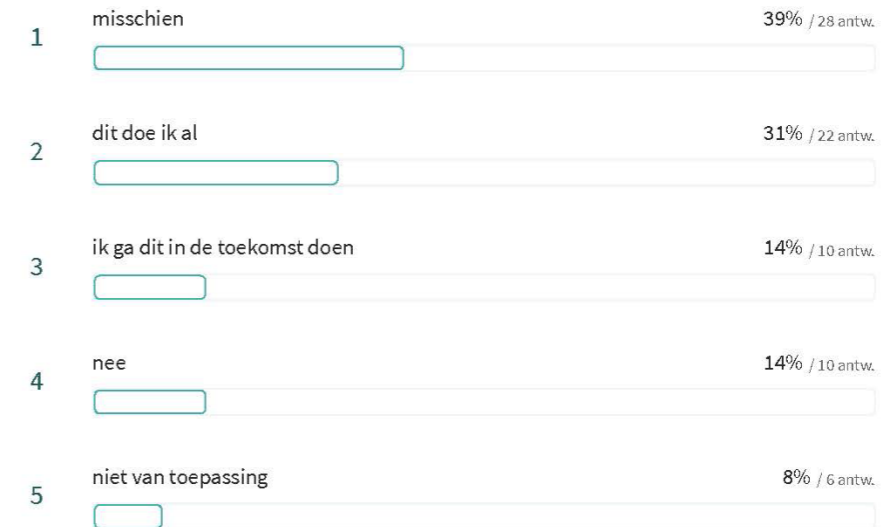 1
misschien
39% / 28 antw.
2
dit doe ik al
31% / 22 antw.
3
ik ga dit in de toekomst doen
14% / 10 antw.
4
nee
14% / 10 antw.
5
niet van toepassing
8% / 6 antw.